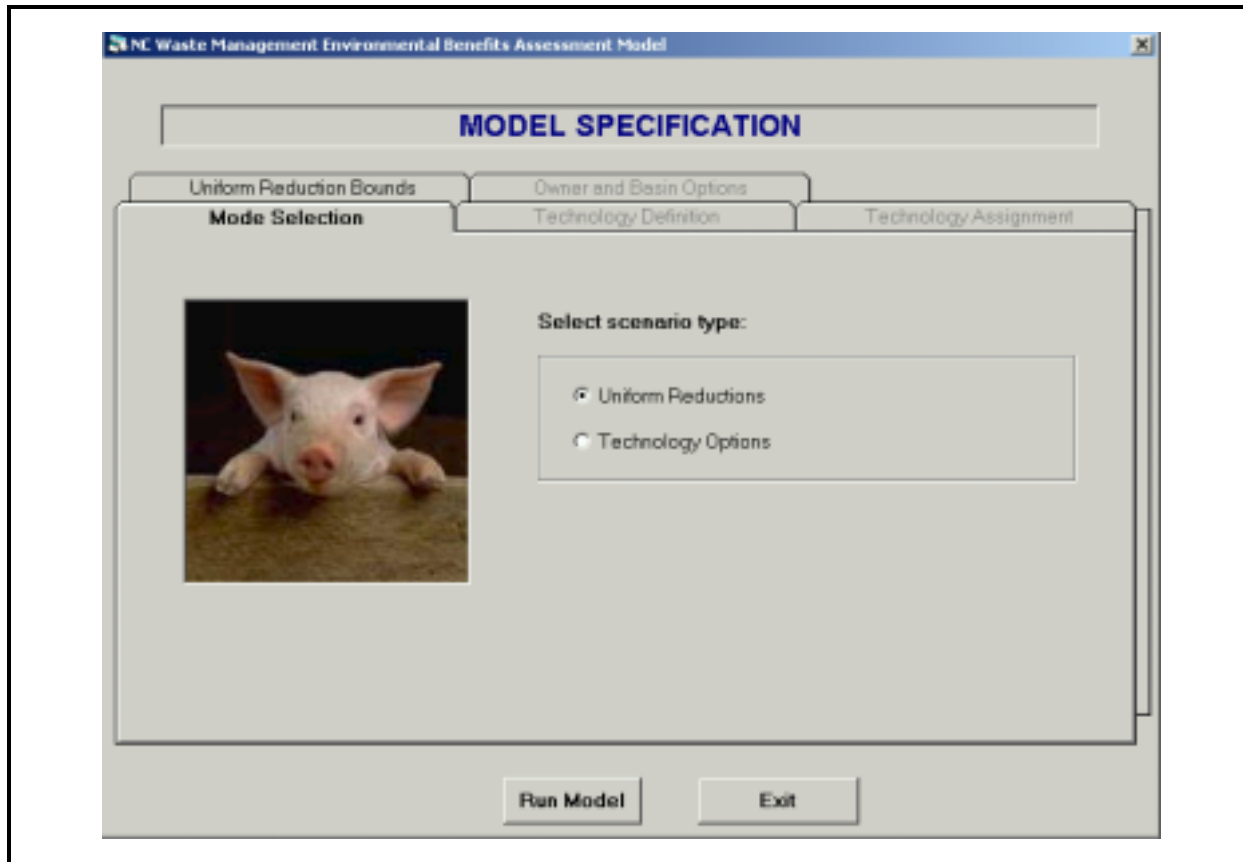 NC Waste Management Environmental Benefits Assessment Model
MODEL SPECIFICATION
Uniform Reduction Bounds
Owner and Basin Options
Mode Selection
Technology Definition
Technology Assignment
Select scenario type:
Uniform Reductions
Technology Options
Run Model
Exit